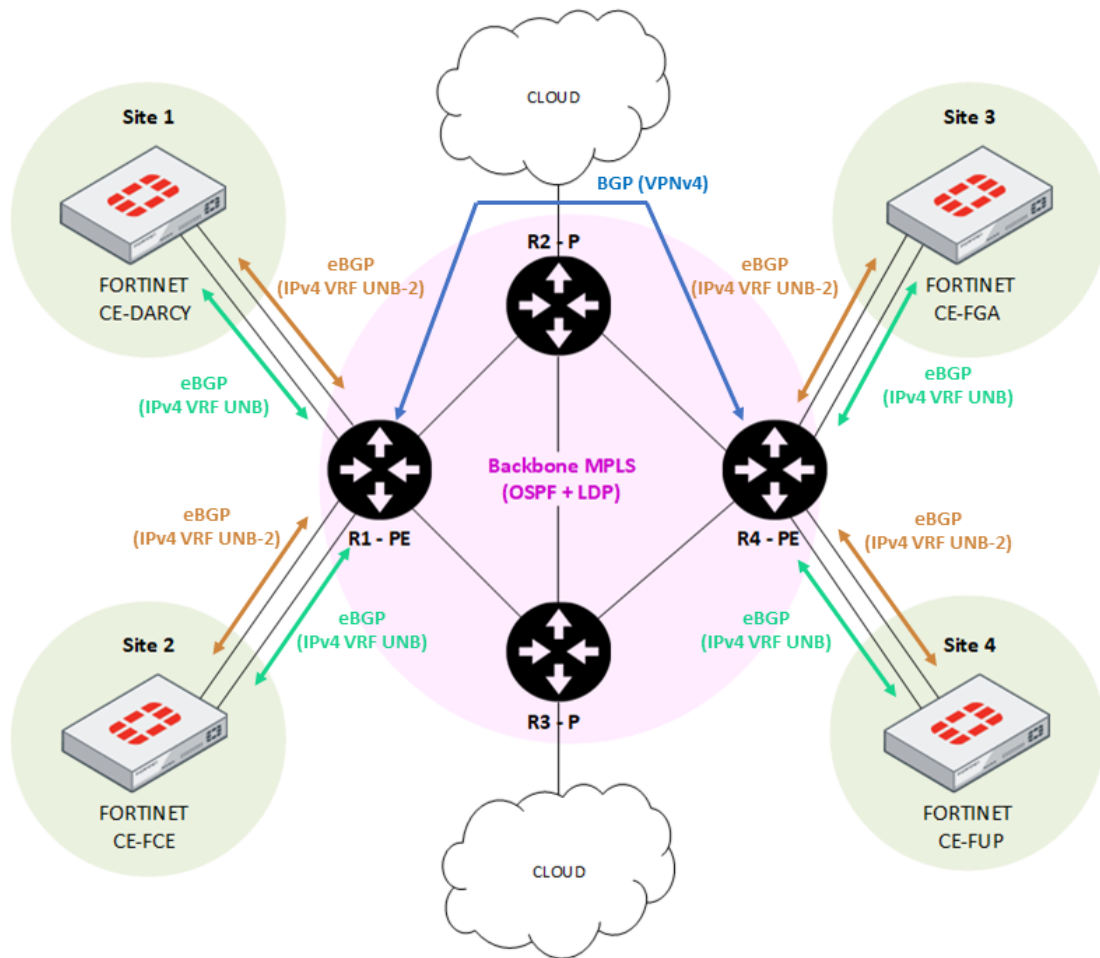 CLOUD
Site 1
Site 3
BGP (VPNv4)
R2 - P
eBGP
(IPv4 VRF UNB-2)
eBGP
(IPv4 VRF UNB-2)
FORTINET
CE-DARCY
FORTINET
CE-FGA
eBGP
(IPv4 VRF UNB)
eBGP
(IPv4 VRF UNB)
Backbone MPLS
(OSPF + LDP)
R1 - PE
R4 - PE
eBGP
(IPv4 VRF UNB-2)
eBGP
(IPv4 VRF UNB-2)
eBGP
(IPv4 VRF UNB)
eBGP
(IPv4 VRF UNB)
Site 2
Site 4
R3 - P
FORTINET
CE-FCE
FORTINET
CE-FUP
CLOUD